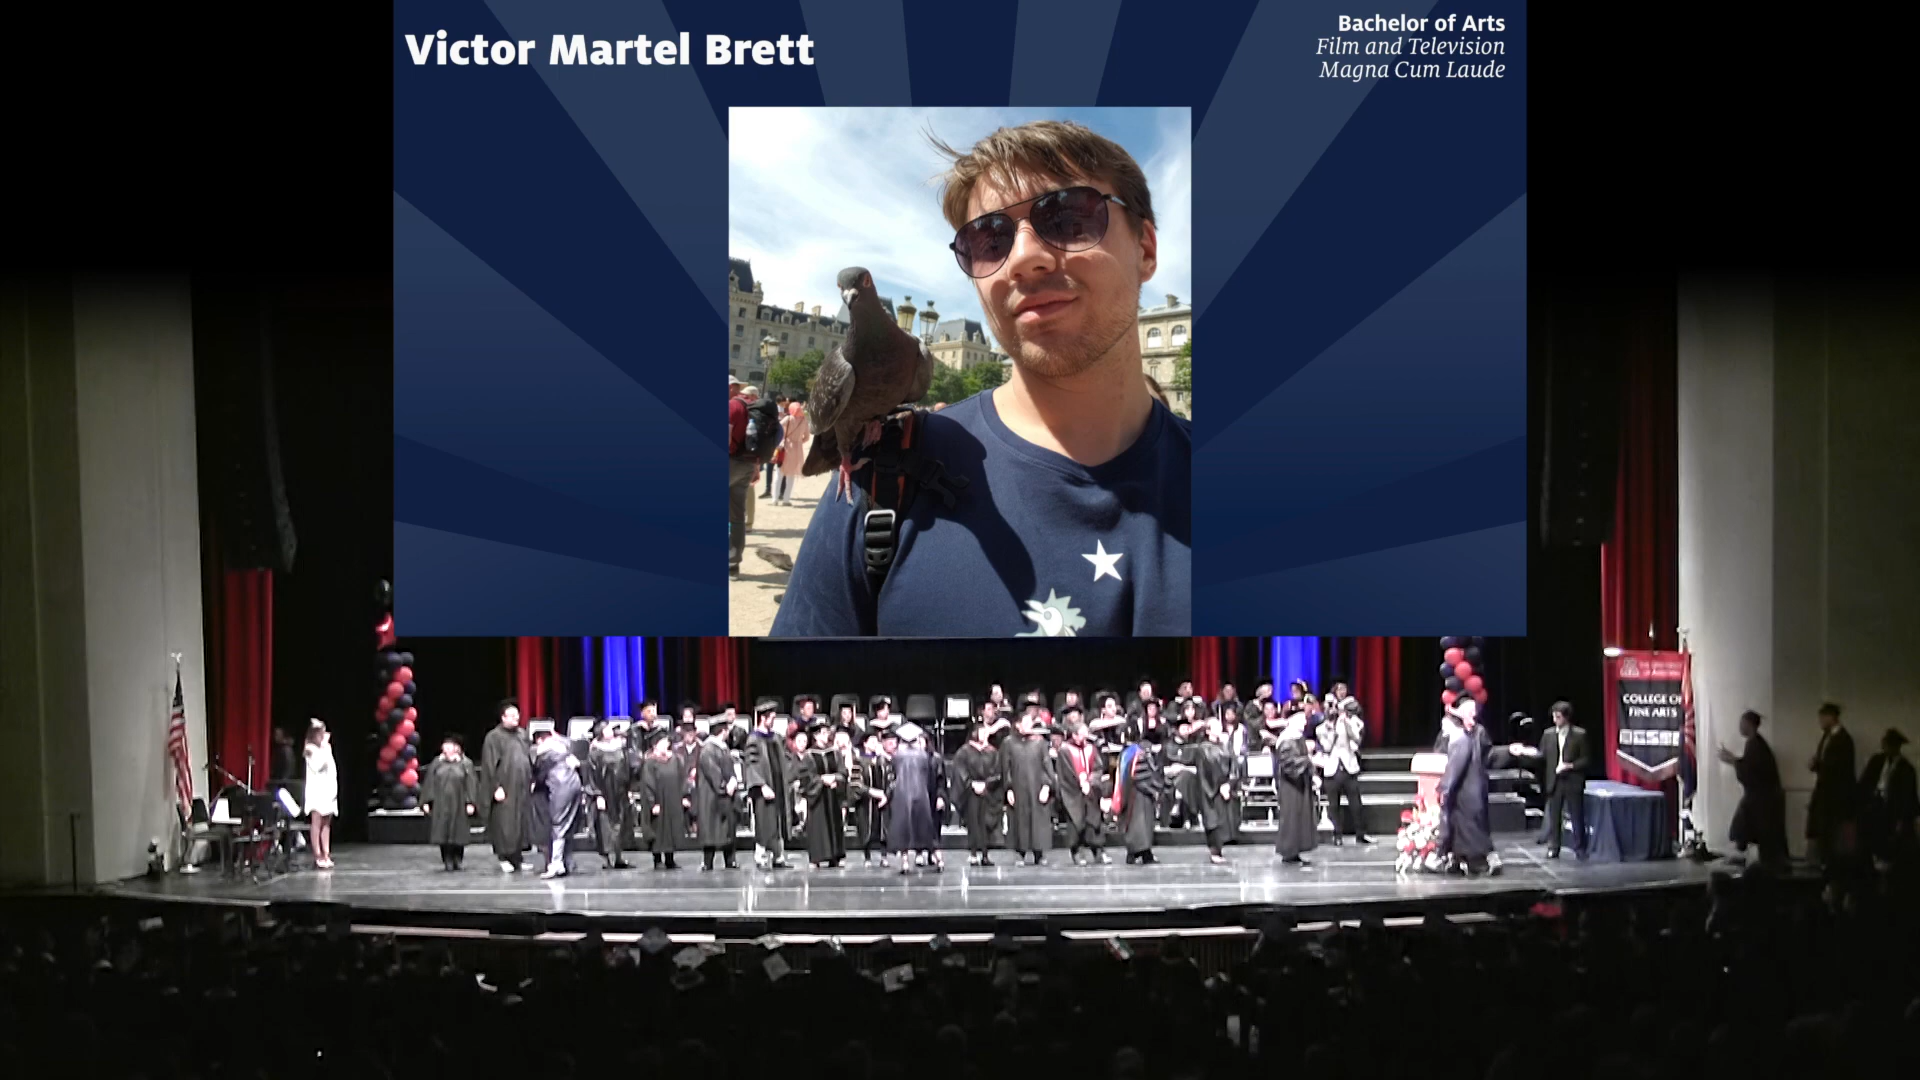 Victor Martel Brett
Bachelor of Arts
Film and Television
Magna Cum Laude
COLLEGE OF
FINE ARTS